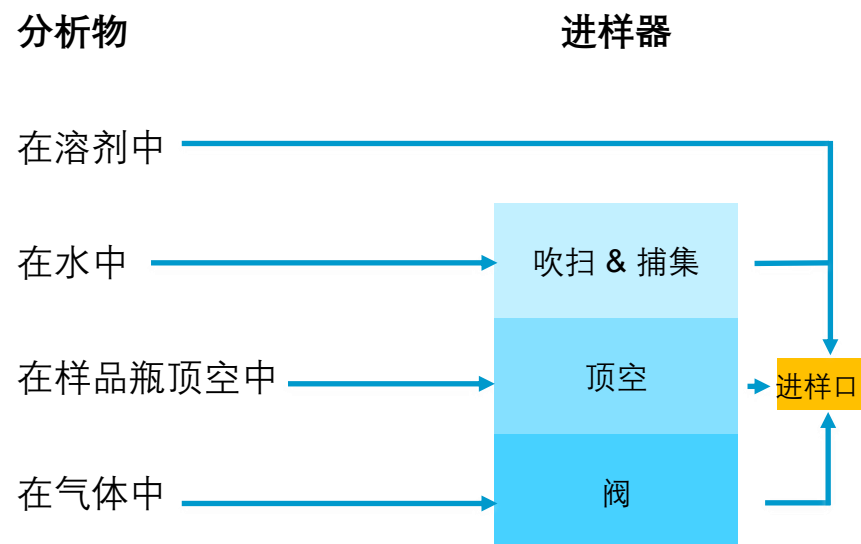 分析物
进样器
在溶剂中
在水中
吹扫 & 捕集
在样品瓶顶空中
顶空
进样口
在气体中
阀